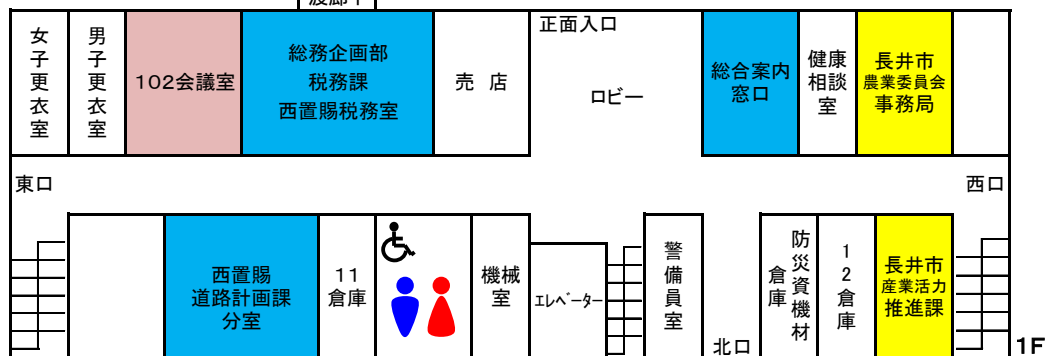 渡廊下
女子更衣室
男子更衣室
102会議室
総務企画部
税務課
西置賜税務室
売 店
正面入口
ロビー
総合案内
窓口
健康
相談
室
長井市
農業委員会
事務局
東口
西口
西置賜
道路計画課
分室
11
倉庫
機械
室
エレベーター
警備員室
北口
防災資機材
倉庫
12倉庫
長井市
産業活力
推進課
1F